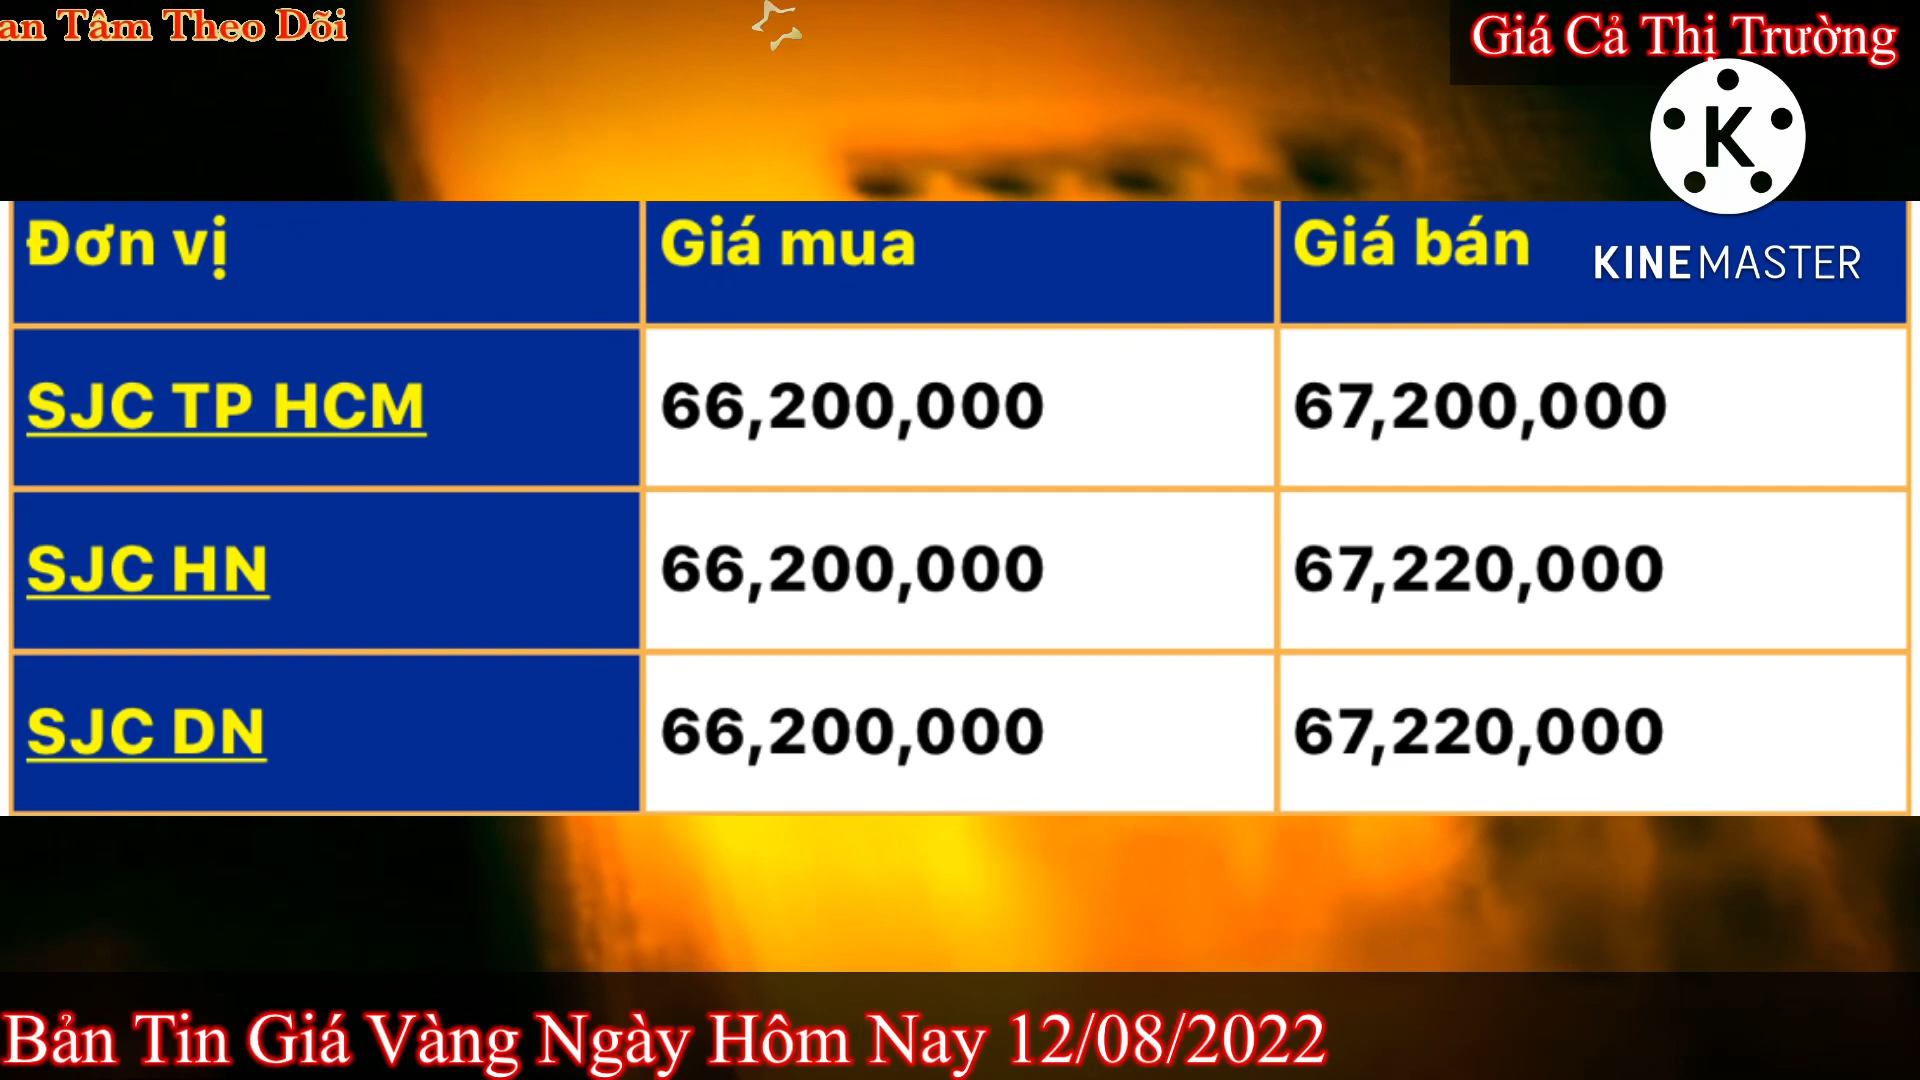 an Tâm Theo Dõi
Giá Cả Thị Trường
K
KINEMASTER
Đơn vị Giá mua Giá bán
SJC TP HCM 66,200,000 67,200,000
SJC HN 66,200,000 67,220,000
SJC DN 66,200,000 67,220,000
Bản Tin Giá Vàng Ngày Hôm Nay 12/08/2022